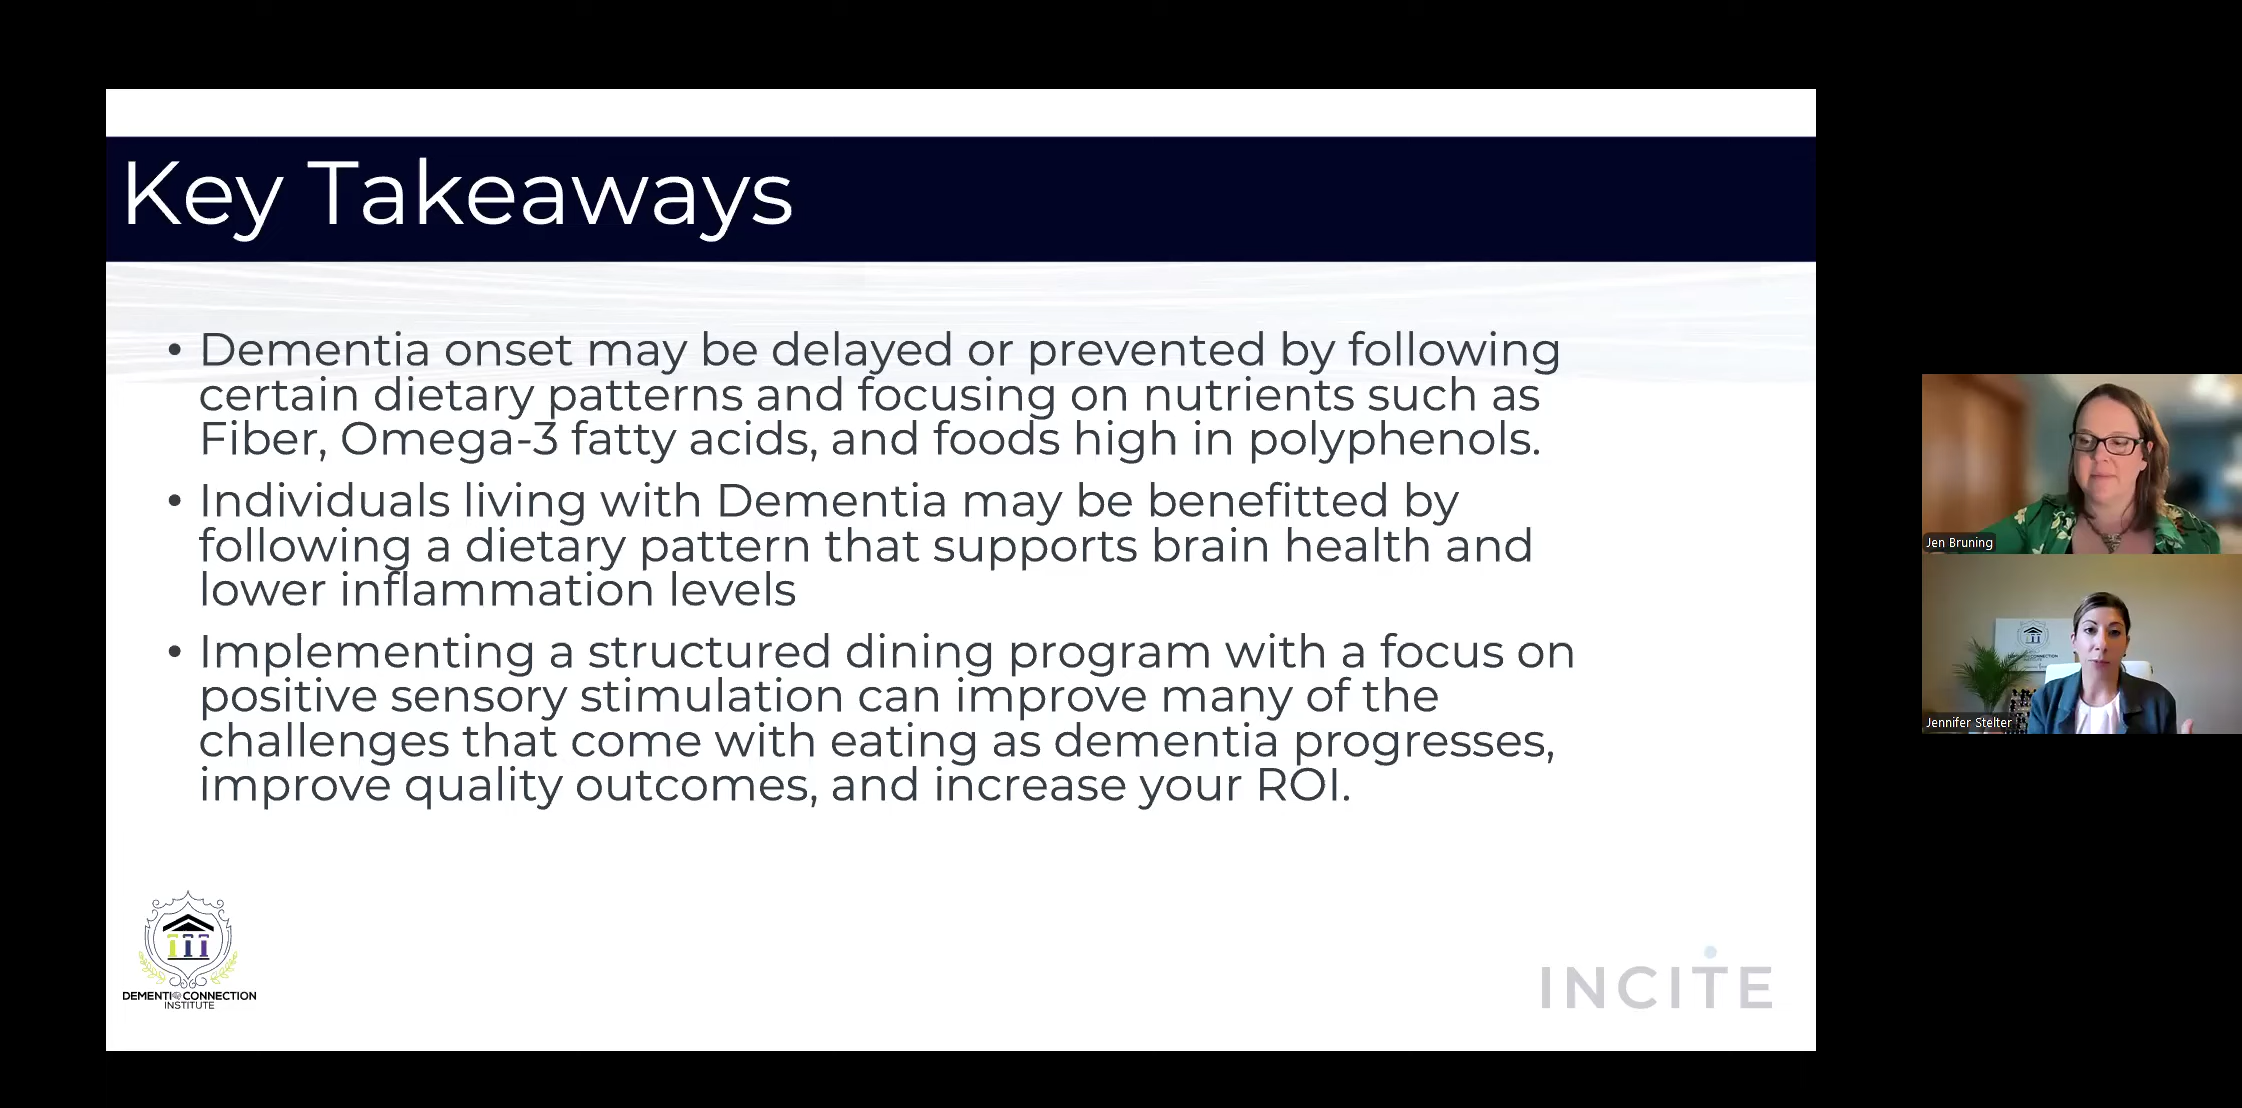 Key Takeaways
• Dementia onset may be delayed or prevented by following
certain dietary patterns and focusing on nutrients such as
Fiber, Omega-3 fatty acids, and foods high in polyphenols.
• Individuals living with Dementia may be benefitted by
following a dietary pattern that supports brain health and
lower inflammation levels
• Implementing a structured dining program with a focus on
positive sensory stimulation can improve many of the
challenges that come with eating as dementia progresses,
improve quality outcomes, and increase your ROI.
DEMENTIA CONNECTION
INSTITUTE
INCITE
Jen Bruning
Jennifer Stelter